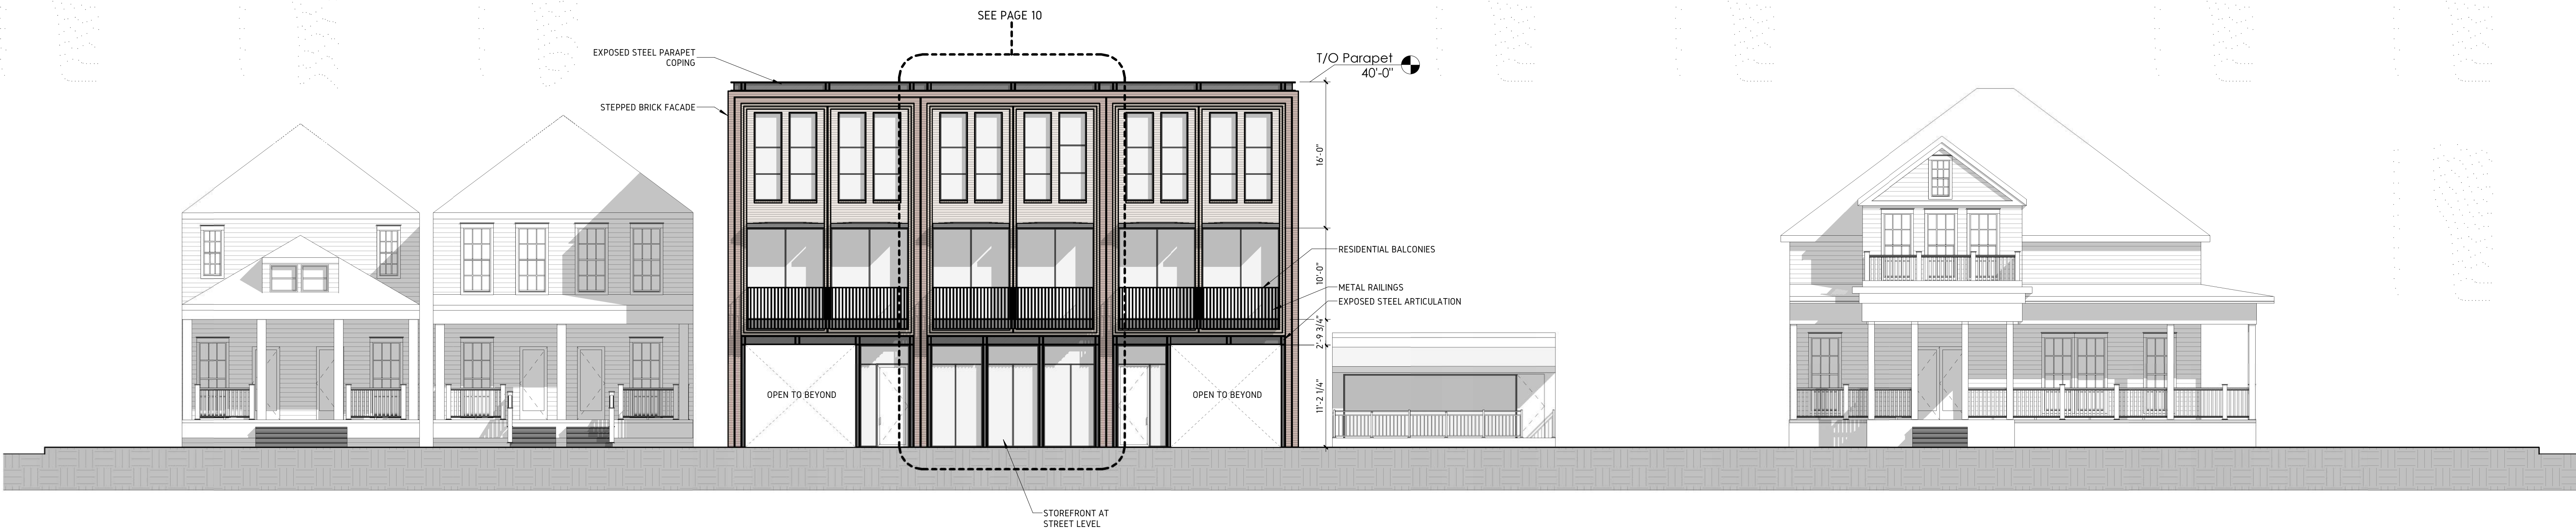 SEE PAGE 10
EXPOSED STEEL PARAPET
COPING
T/O Parapet
40'-0"
STEPPED BRICK FACADE
16'-0"
RESIDENTIAL BALCONIES
10'-0"
METAL RAILINGS
EXPOSED STEEL ARTICULATION
2'-9 3/4"
OPEN TO BEYOND
OPEN TO BEYOND
11'-2 1/4"
STOREFRONT AT
STREET LEVEL